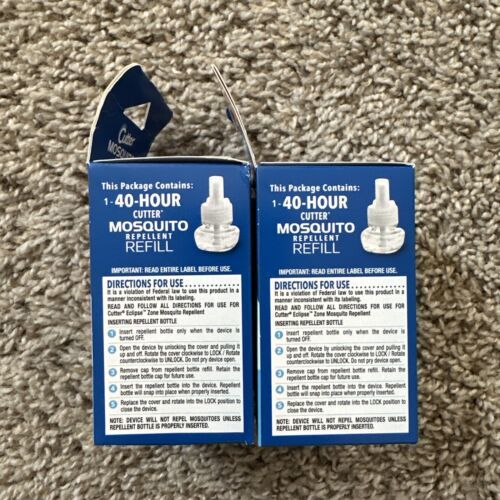 Cutter
MOSQUITO
This Package Contains:
1 - 40-HOUR
CUTTER®
MOSQUITO
REPELLENT
REFILL
IMPORTANT: READ ENTIRE LABEL BEFORE USE.
DIRECTIONS FOR USE
It is a violation of Federal law to use this product in a
manner inconsistent with its labeling.
READ AND FOLLOW ALL DIRECTIONS FOR USE FOR
Cutter® Eclipse™ Zone Mosquito Repellent
INSERTING REPELLENT BOTTLE
1 Insert repellent bottle only when the device is
turned OFF.
2 Open the device by unlocking the cover and pulling it
up and off. Rotate the cover clockwise to LOCK / Rotate
counterclockwise to UNLOCK. Do not pry device open.
3 Remove cap from repellent bottle refill. Retain the
repellent bottle cap for future use.
4 Insert the repellent bottle into the device. Repellent
bottle will snap into place when properly inserted.
5 Replace the cover and rotate into the LOCK position to
close the device.
NOTE: DEVICE WILL NOT REPEL MOSQUITOES UNLESS
REPELLENT BOTTLE IS PROPERLY INSERTED.
This Package Contains:
1 - 40-HOUR
CUTTER®
MOSQUITO
REPELLENT
REFILL
IMPORTANT: READ ENTIRE LABEL BEFORE USE.
DIRECTIONS FOR USE
It is a violation of Federal law to use this product in a
manner inconsistent with its labeling.
READ AND FOLLOW ALL DIRECTIONS FOR USE FOR
Cutter® Eclipse™ Zone Mosquito Repellent
INSERTING REPELLENT BOTTLE
1 Insert repellent bottle only when the device is
turned OFF.
2 Open the device by unlocking the cover and pulling it
up and off. Rotate the cover clockwise to LOCK / Rotate
counterclockwise to UNLOCK. Do not pry device open.
3 Remove cap from repellent bottle refill. Retain the
repellent bottle cap for future use.
4 Insert the repellent bottle into the device. Repellent
bottle will snap into place when properly inserted.
5 Replace the cover and rotate into the LOCK position to
close the device.
NOTE: DEVICE WILL NOT REPEL MOSQUITOES UNLESS
REPELLENT BOTTLE IS PROPERLY INSERTED.